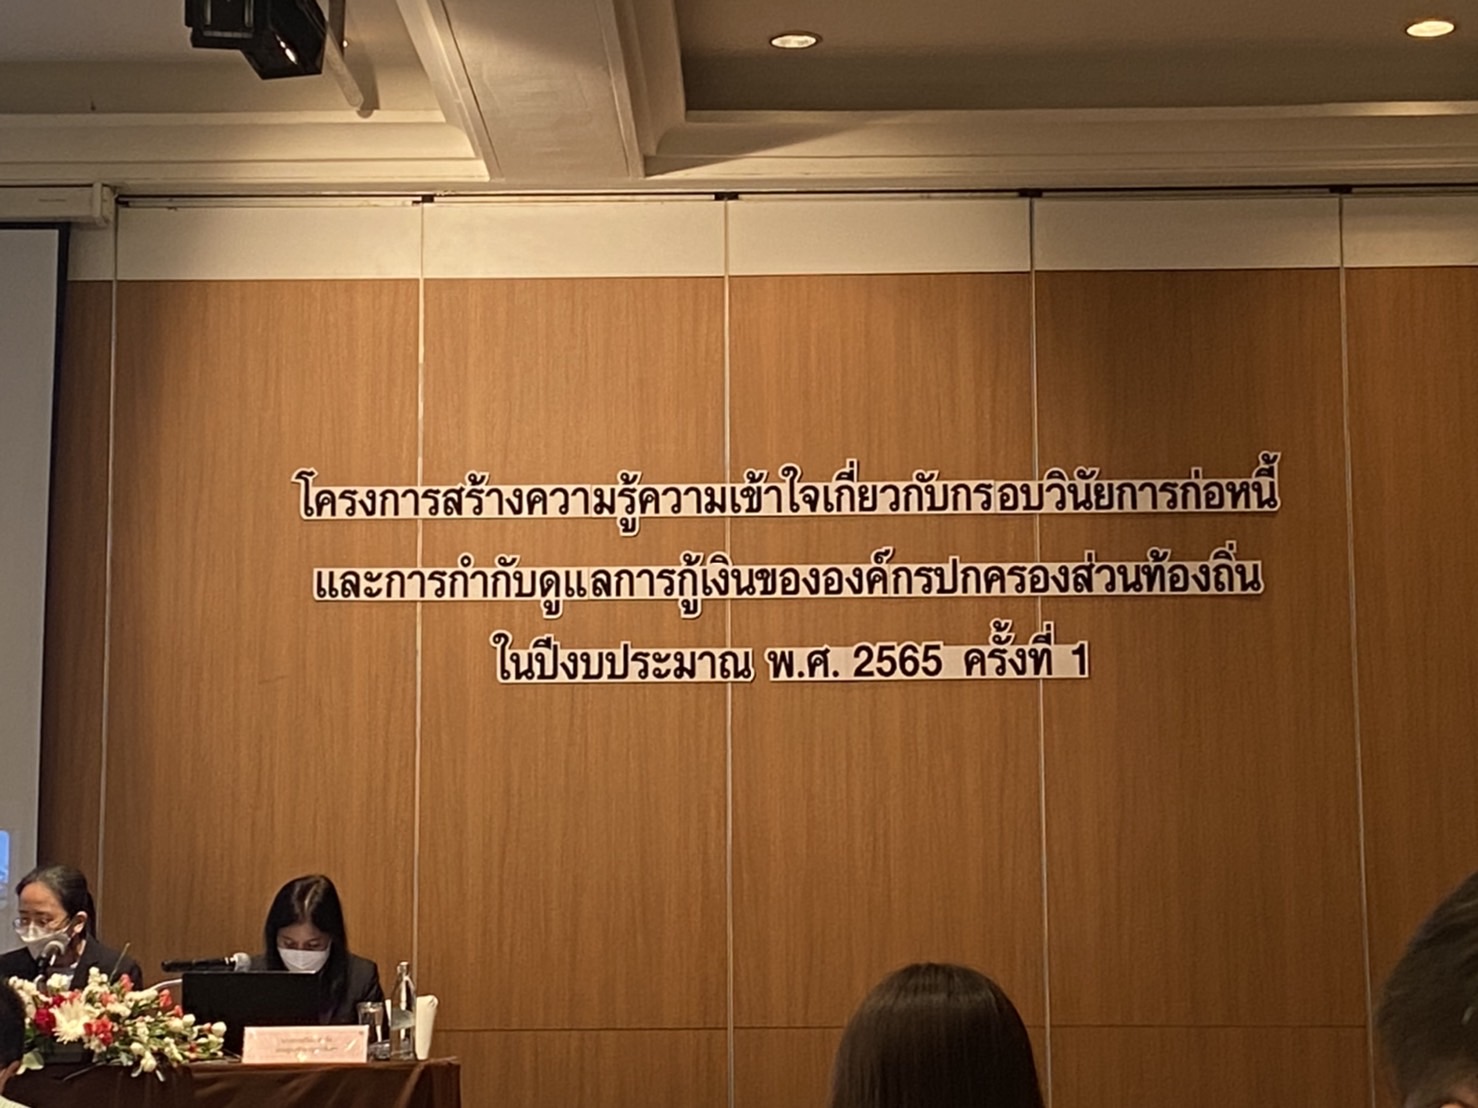 โครงการสร้างความรู้ความเข้าใจเกี่ยวกับกรอบวินัยการก่อหนี้
และการกำกับดูแลการกู้เงินขององค์กรปกครองส่วนท้องถิ่น
ในปีงบประมาณ พ.ศ. 2565 ครั้งที่ 1